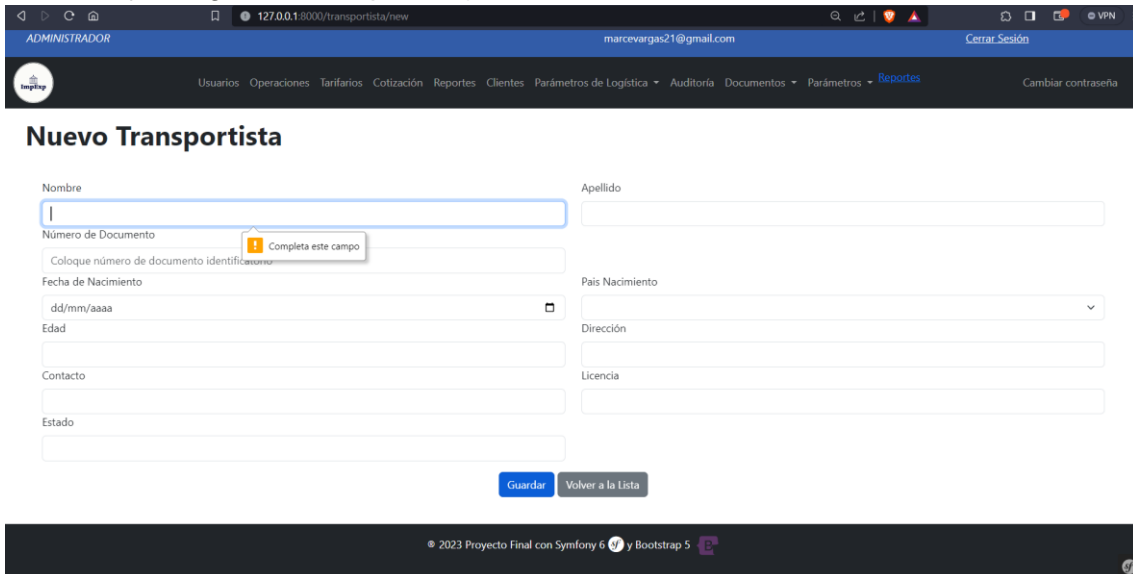 127.0.0.1:8000/transportista/new
VPN
ADMINISTRADOR marcevargas21@gmail.com Cerrar Sesión
ImpExp Usuarios Operaciones Tarifarios Cotización Reportes Clientes Parámetros de Logística Auditoría Documentos Parámetros Reportes Cambiar contraseña
Nuevo Transportista
Nombre Apellido
Número de Documento
! Completa este campo
Coloque número de documento identificatorio
Fecha de Nacimiento Pais Nacimiento
dd/mm/aaaa
Edad Dirección
Contacto Licencia
Estado
Guardar Volver a la Lista
® 2023 Proyecto Final con Symfony 6 sf y Bootstrap 5 B